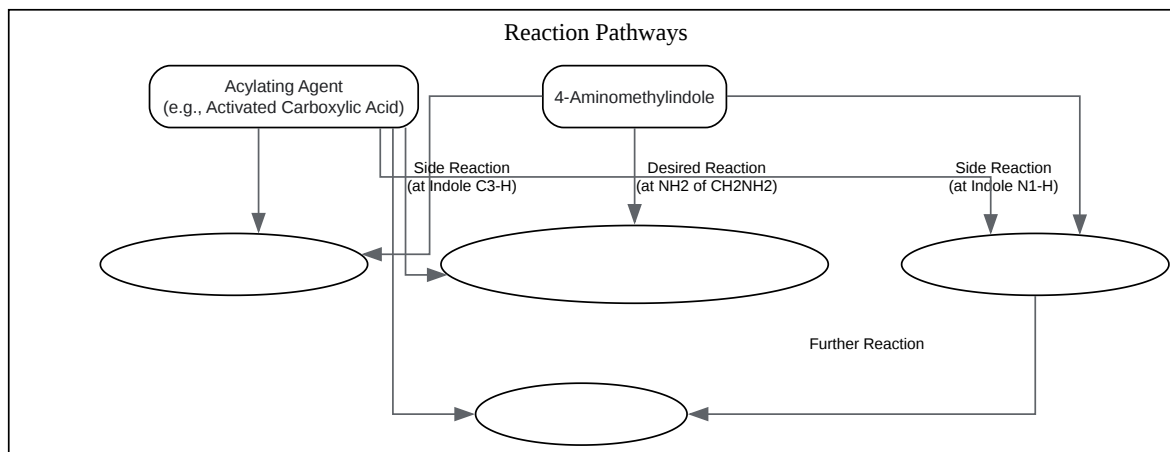 Reaction Pathways
Acylating Agent
(e.g., Activated Carboxylic Acid)
4-Aminomethylindole
Side Reaction
(at Indole C3-H)
Desired Reaction
(at NH2 of CH2NH2)
Side Reaction
(at Indole N1-H)
Further Reaction